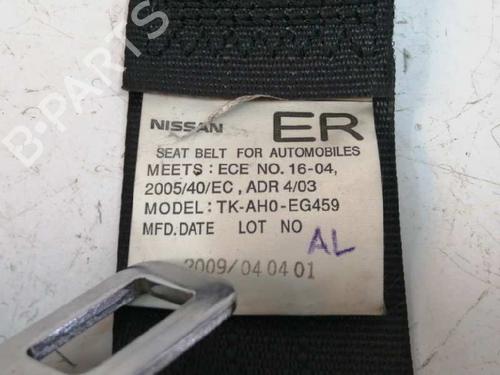 NISSAN ER
SEAT BELT FOR AUTOMOBILES
MEETS : ECE NO. 16-04,
2005/40/EC , ADR 4/03
MODEL: TK-AH0-EG459
MFD.DATE LOT NO
AL
2009/04 04 01
B-PARTS